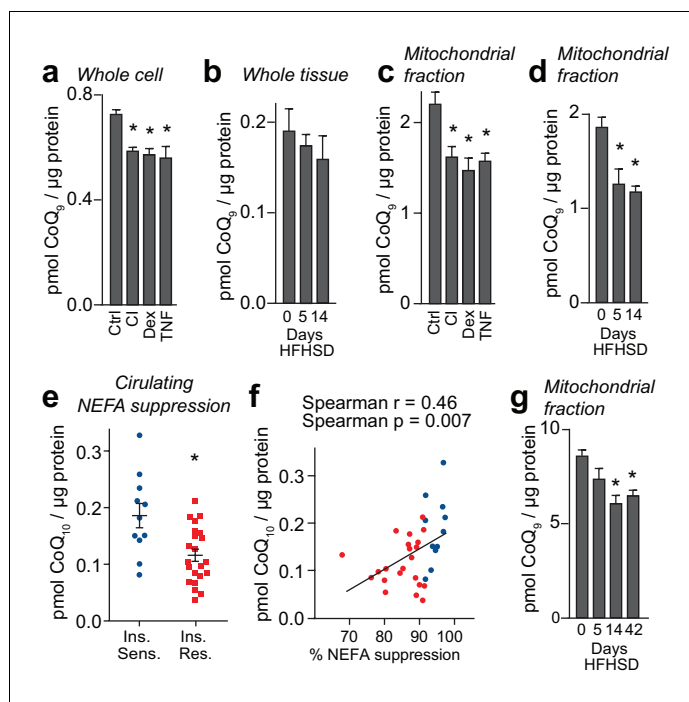 a Whole cell
pmol CoQ9 / µg protein
0.8
0.4
0.0
Ctrl
CI
Dex
TNF
* * *
b Whole tissue
pmol CoQ9 / µg protein
0.2
0.1
0.0
0 5 14
Days
HFHSD
c Mitochondrial
fraction
pmol CoQ9 / µg protein
2
1
0
Ctrl
CI
Dex
TNF
* * *
d Mitochondrial
fraction
pmol CoQ9 / µg protein
2
1
0
0 5 14
Days
HFHSD
* *
e Cirulating
NEFA suppression
pmol CoQ10 / µg protein
0.3
0.2
0.1
0.0
*
Ins. Ins.
Sens. Res.
f Spearman r = 0.46
Spearman p = 0.007
pmol CoQ10 / µg protein
0.3
0.2
0.1
0.0
70 80 90 100
% NEFA suppression
g Mitochondrial
fraction
pmol CoQ9 / µg protein
10
5
0
* *
0 5 14 42
Days
HFHSD